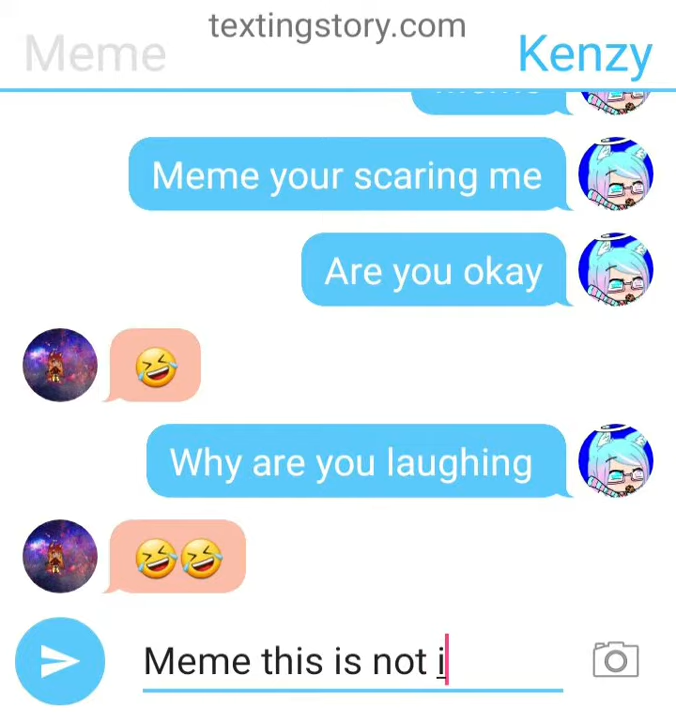 textingstory.com
Meme
Kenzy
Meme your scaring me
Are you okay
🤣
Why are you laughing
🤣🤣
Meme this is not i